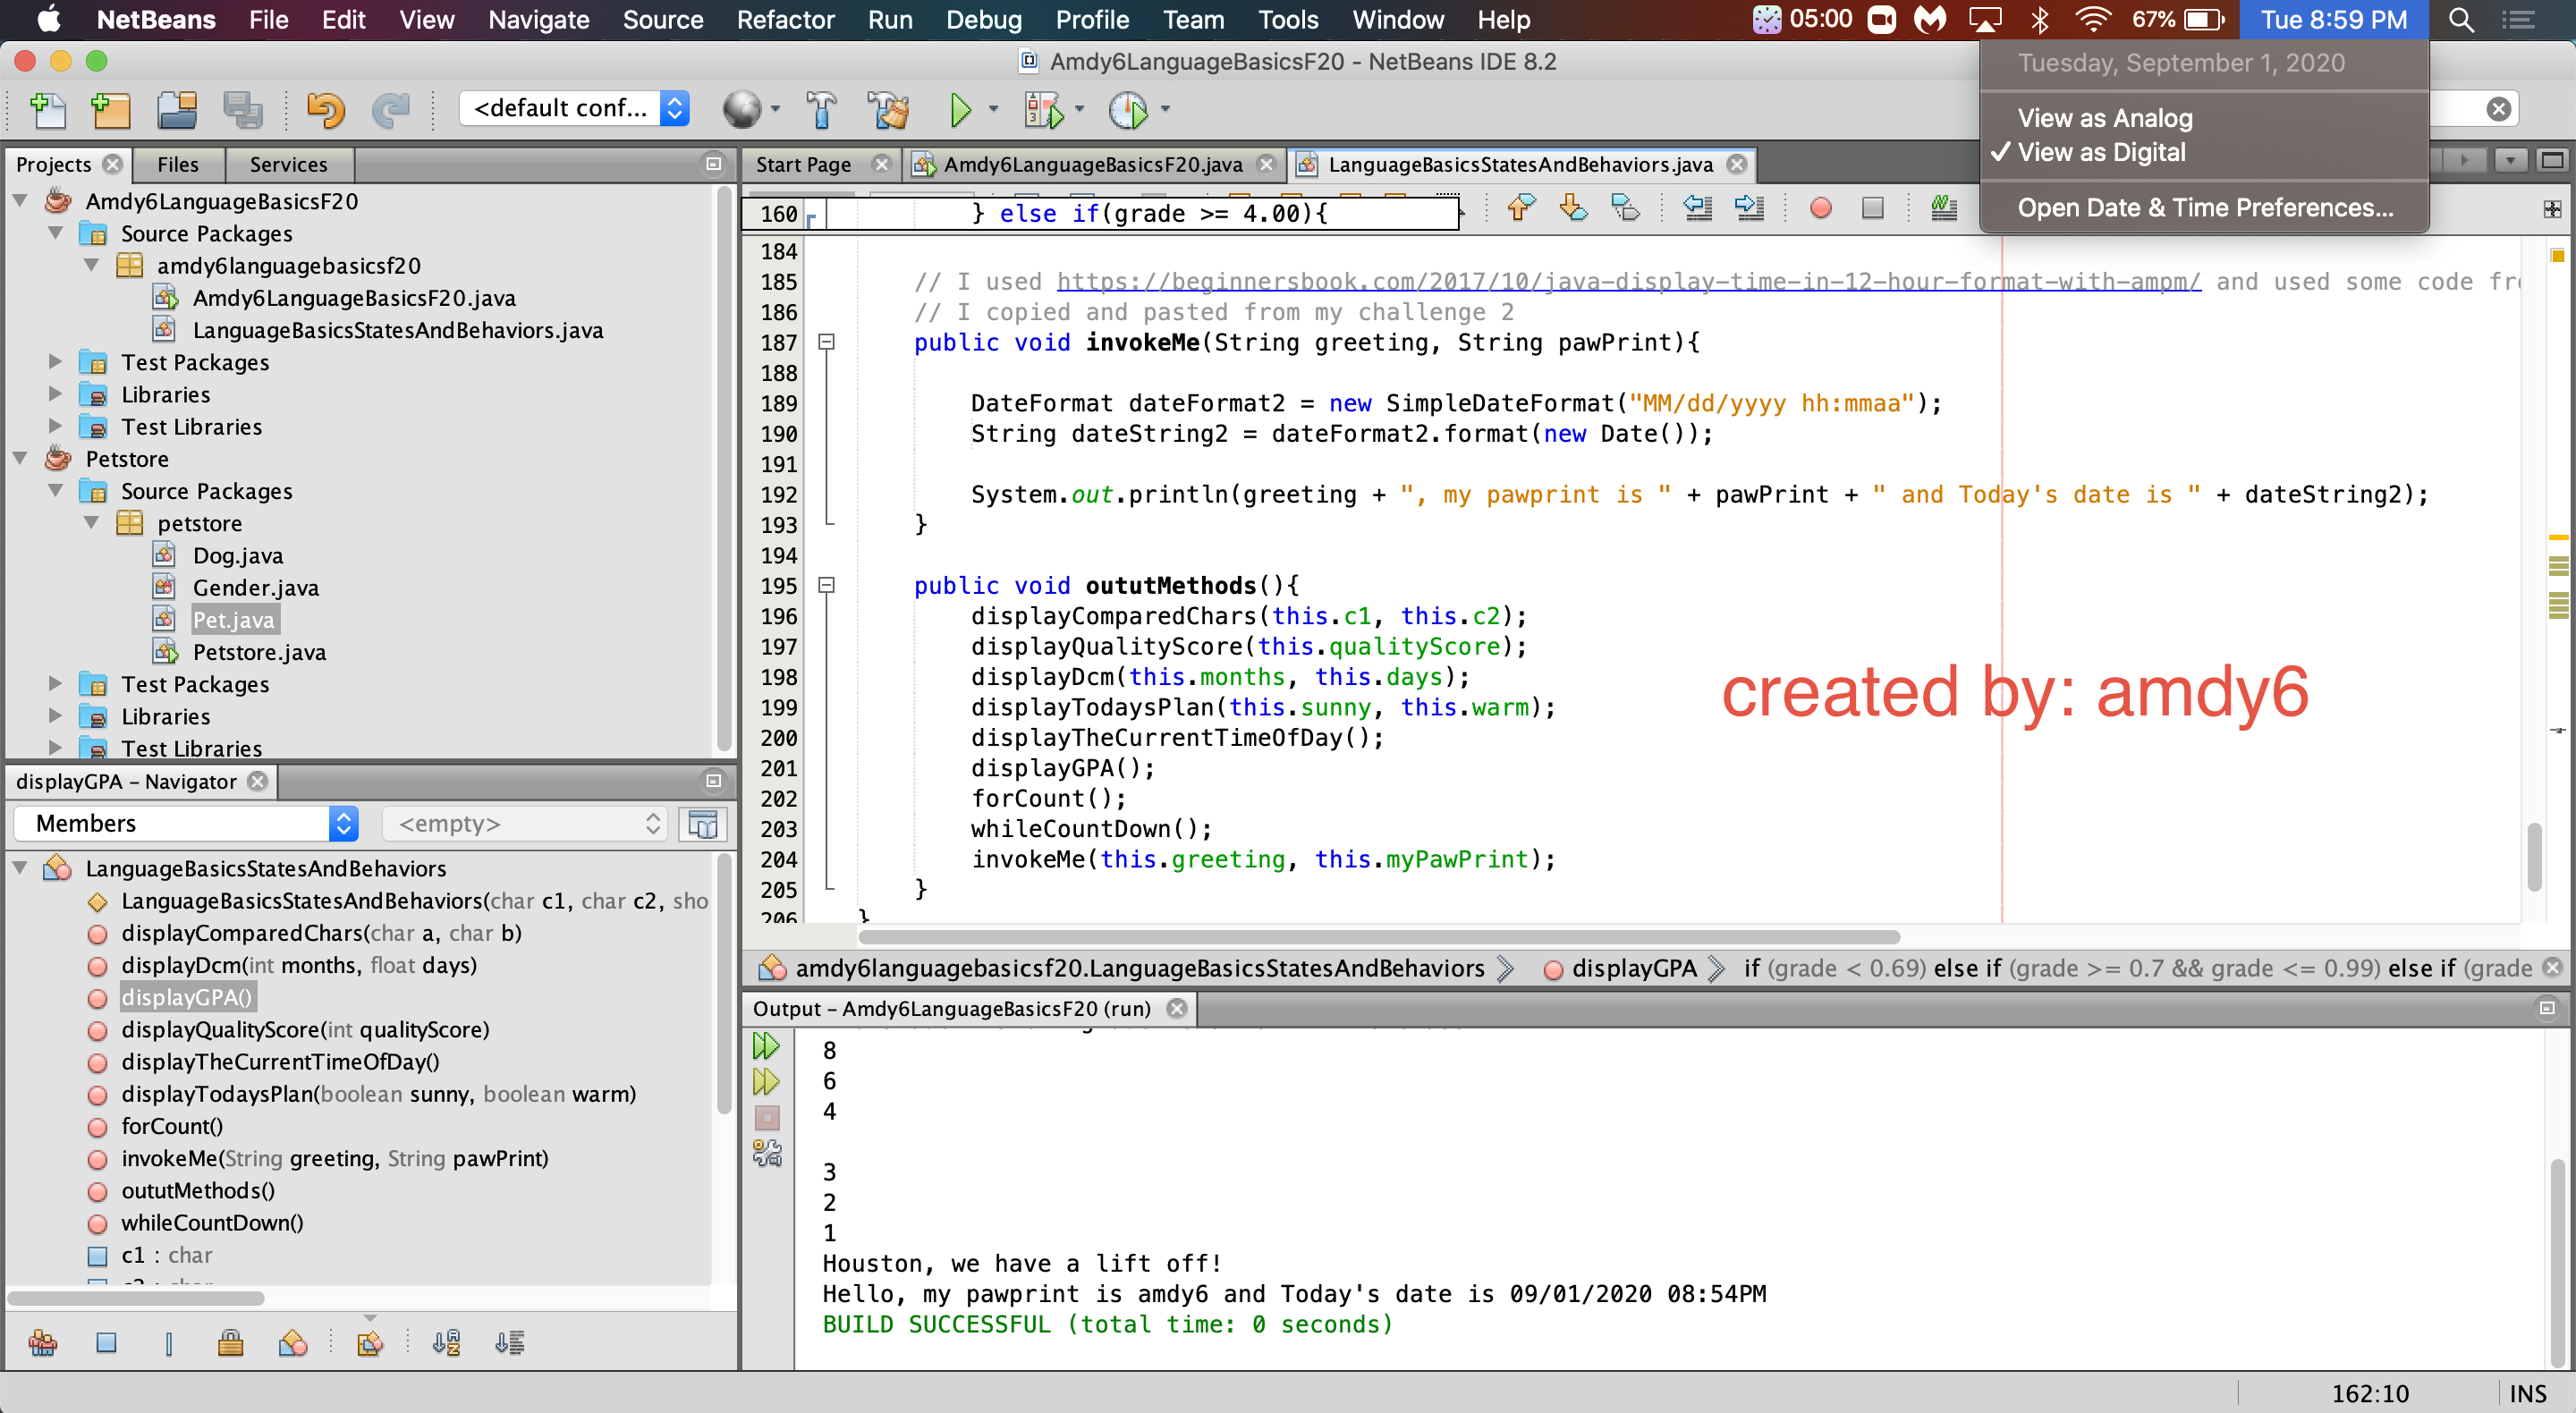 NetBeans File Edit View Navigate Source Refactor Run Debug Profile Team Tools Window Help 05:00 67% Tue 8:59 PM
Amdy6LanguageBasicsF20 - NetBeans IDE 8.2
Tuesday, September 1, 2020
View as Analog
✓ View as Digital
Open Date & Time Preferences...
<default conf...
Projects Files Services
Amdy6LanguageBasicsF20
Source Packages
amdy6languagebasicsf20
Amdy6LanguageBasicsF20.java
LanguageBasicsStatesAndBehaviors.java
Test Packages
Libraries
Test Libraries
Petstore
Source Packages
petstore
Dog.java
Gender.java
Pet.java
Petstore.java
Test Packages
Libraries
Test Libraries
displayGPA - Navigator
Members <empty>
LanguageBasicsStatesAndBehaviors
LanguageBasicsStatesAndBehaviors(char c1, char c2, sho
displayComparedChars(char a, char b)
displayDcm(int months, float days)
displayGPA()
displayQualityScore(int qualityScore)
displayTheCurrentTimeOfDay()
displayTodaysPlan(boolean sunny, boolean warm)
forCount()
invokeMe(String greeting, String pawPrint)
oututMethods()
whileCountDown()
c1 : char
Start Page Amdy6LanguageBasicsF20.java LanguageBasicsStatesAndBehaviors.java
160 } else if(grade >= 4.00){
184
185 // I used https://beginnersbook.com/2017/10/java-display-time-in-12-hour-format-with-ampm/ and used some code fr
186 // I copied and pasted from my challenge 2
187 public void invokeMe(String greeting, String pawPrint){
188
189 DateFormat dateFormat2 = new SimpleDateFormat("MM/dd/yyyy hh:mmaa");
190 String dateString2 = dateFormat2.format(new Date());
191
192 System.out.println(greeting + ", my pawprint is " + pawPrint + " and Today's date is " + dateString2);
193 }
194
195 public void oututMethods(){
196 displayComparedChars(this.c1, this.c2);
197 displayQualityScore(this.qualityScore);
198 displayDcm(this.months, this.days);
199 displayTodaysPlan(this.sunny, this.warm);
200 displayTheCurrentTimeOfDay();
201 displayGPA();
202 forCount();
203 whileCountDown();
204 invokeMe(this.greeting, this.myPawPrint);
205 }
206 }
created by: amdy6
amdy6languagebasicsf20.LanguageBasicsStatesAndBehaviors displayGPA if (grade < 0.69) else if (grade >= 0.7 && grade <= 0.99) else if (grade
Output - Amdy6LanguageBasicsF20 (run)
8
6
4
3
2
1
Houston, we have a lift off!
Hello, my pawprint is amdy6 and Today's date is 09/01/2020 08:54PM
BUILD SUCCESSFUL (total time: 0 seconds)
162:10 INS